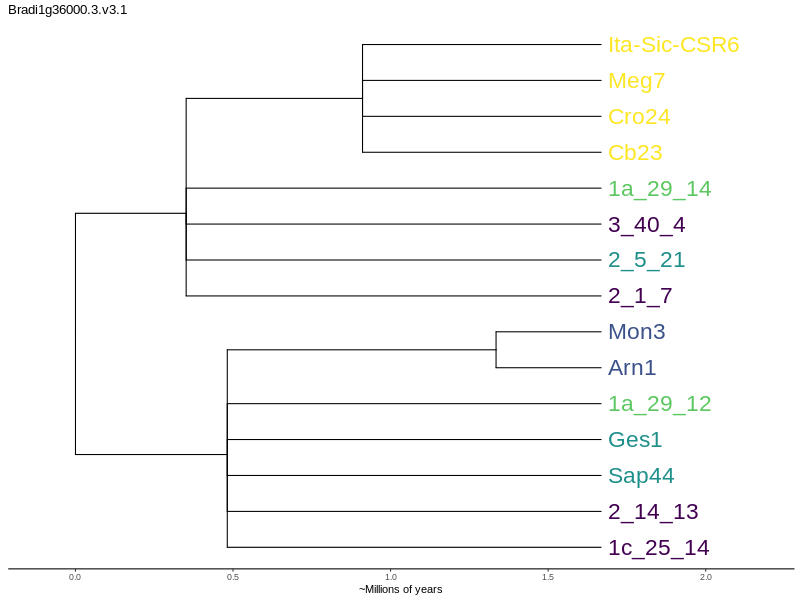 Bradi1g36000.3.v3.1
Ita-Sic-CSR6
Meg7
Cro24
Cb23
1a_29_14
3_40_4
2_5_21
2_1_7
Mon3
Arn1
1a_29_12
Ges1
Sap44
2_14_13
1c_25_14
0.0 0.5 1.0 1.5 2.0
~Millions of years